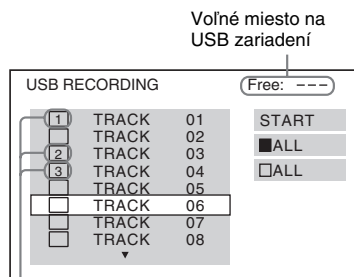 Voľné miesto na
USB zariadení
USB RECORDING Free: ---
1 TRACK 01 START
TRACK 02
2 TRACK 03 ■ALL
3 TRACK 04 □ALL
TRACK 05
TRACK 06
TRACK 07
TRACK 08